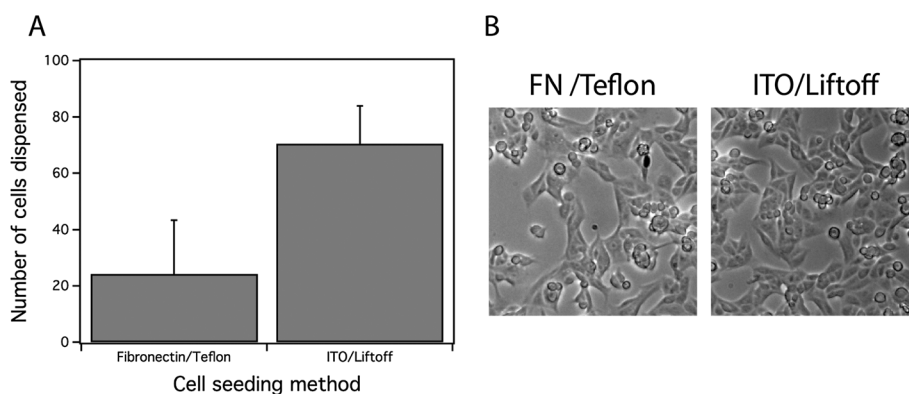 A
100
80
60
40
20
0
Number of cells dispensed
Fibronectin/Teflon
ITO/Liftoff
Cell seeding method
B
FN /Teflon
ITO/Liftoff